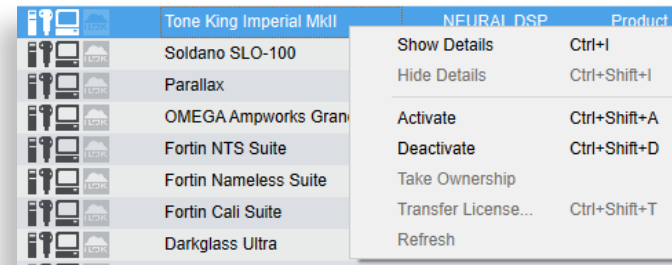 Tone King Imperial MkII NEURAL DSP Product
Soldano SLO-100
Parallax
OMEGA Ampworks Gran
Fortin NTS Suite
Fortin Nameless Suite
Fortin Cali Suite
Darkglass Ultra
Show Details Ctrl+I
Hide Details Ctrl+Shift+I
Activate Ctrl+Shift+A
Deactivate Ctrl+Shift+D
Take Ownership
Transfer License... Ctrl+Shift+T
Refresh